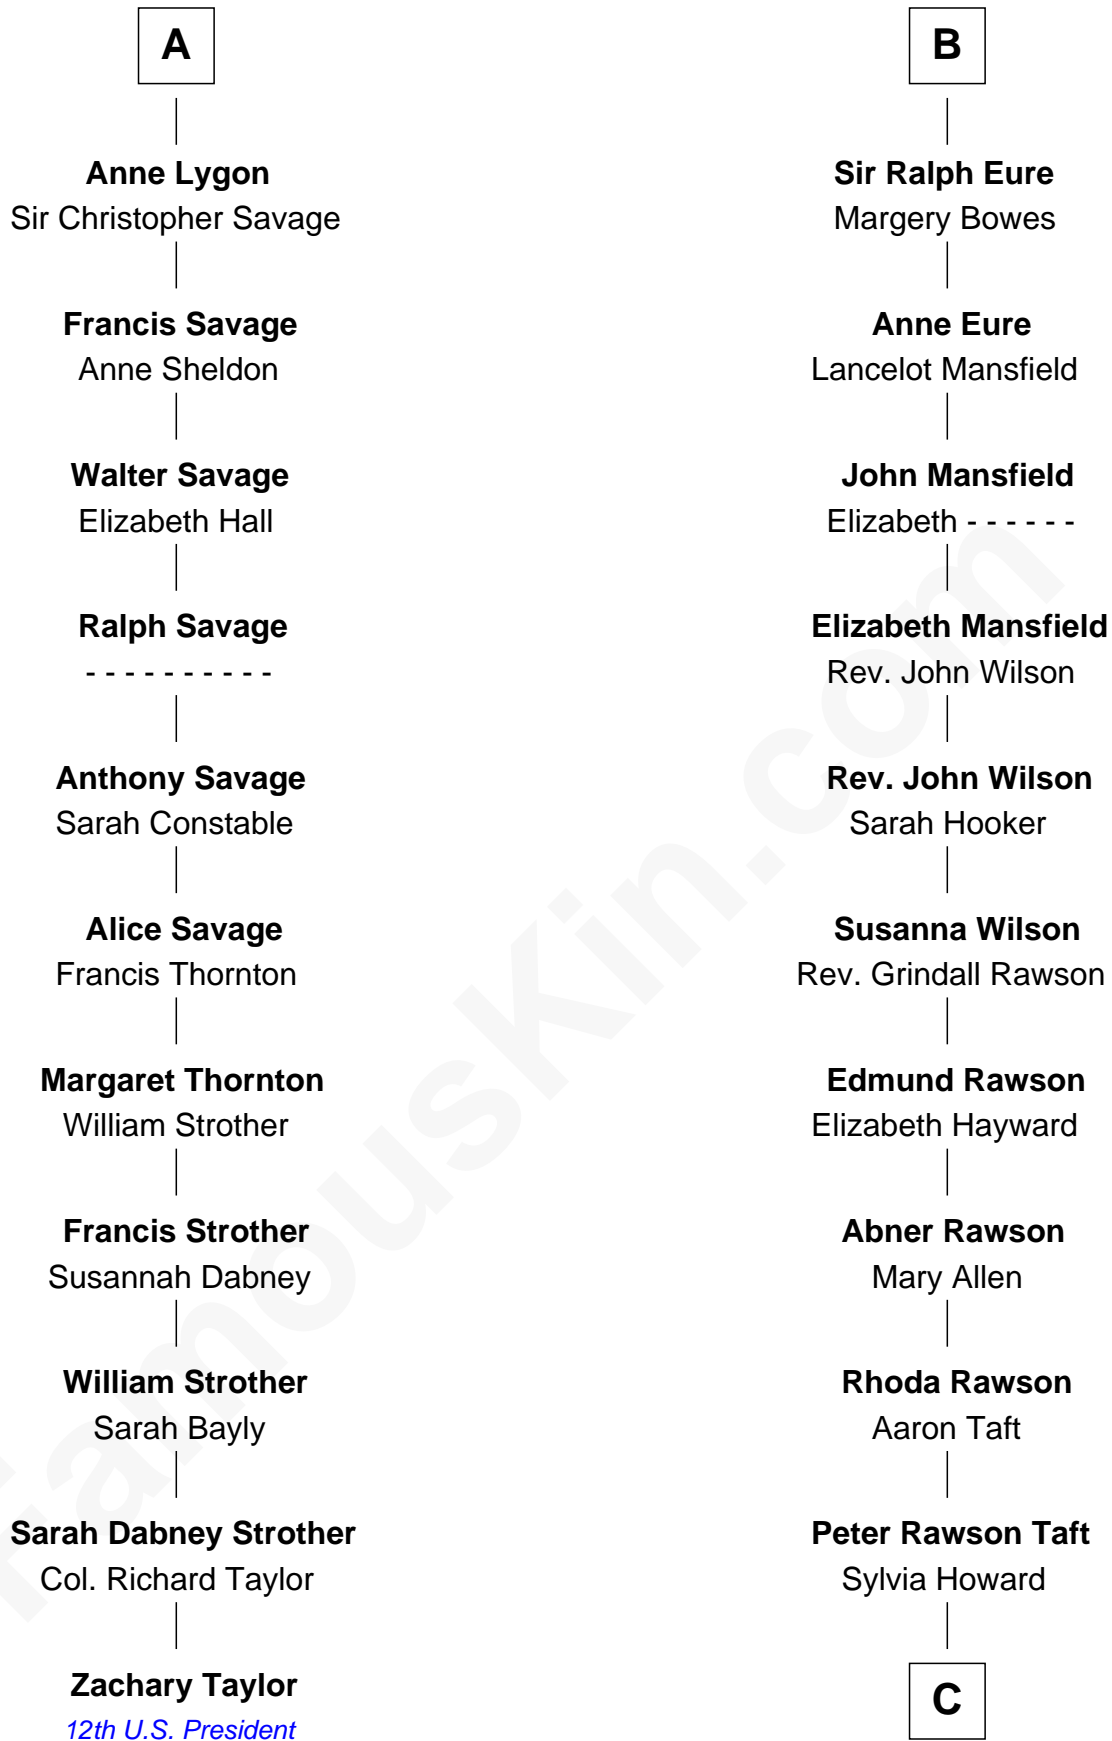 A
Anne Lygon
Sir Christopher Savage
Francis Savage
Anne Sheldon
Walter Savage
Elizabeth Hall
Ralph Savage
- - - - - - - - - -
Anthony Savage
Sarah Constable
Alice Savage
Francis Thornton
Margaret Thornton
William Strother
Francis Strother
Susannah Dabney
William Strother
Sarah Bayly
Sarah Dabney Strother
Col. Richard Taylor
Zachary Taylor
12th U.S. President
B
Sir Ralph Eure
Margery Bowes
Anne Eure
Lancelot Mansfield
John Mansfield
Elizabeth - - - - - -
Elizabeth Mansfield
Rev. John Wilson
Rev. John Wilson
Sarah Hooker
Susanna Wilson
Rev. Grindall Rawson
Edmund Rawson
Elizabeth Hayward
Abner Rawson
Mary Allen
Rhoda Rawson
Aaron Taft
Peter Rawson Taft
Sylvia Howard
C
FamousKin.com